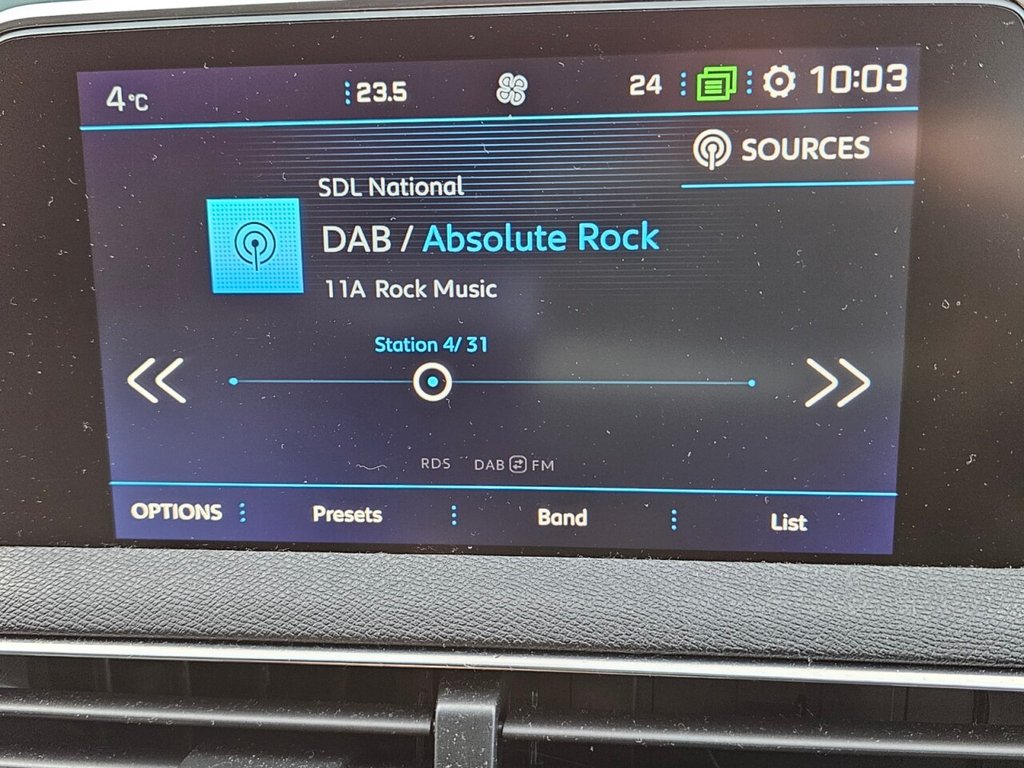 4°C 23.5 24 10:03
SOURCES
SDL National
DAB / Absolute Rock
11A Rock Music
Station 4/ 31
RDS DAB FM
OPTIONS Presets Band List